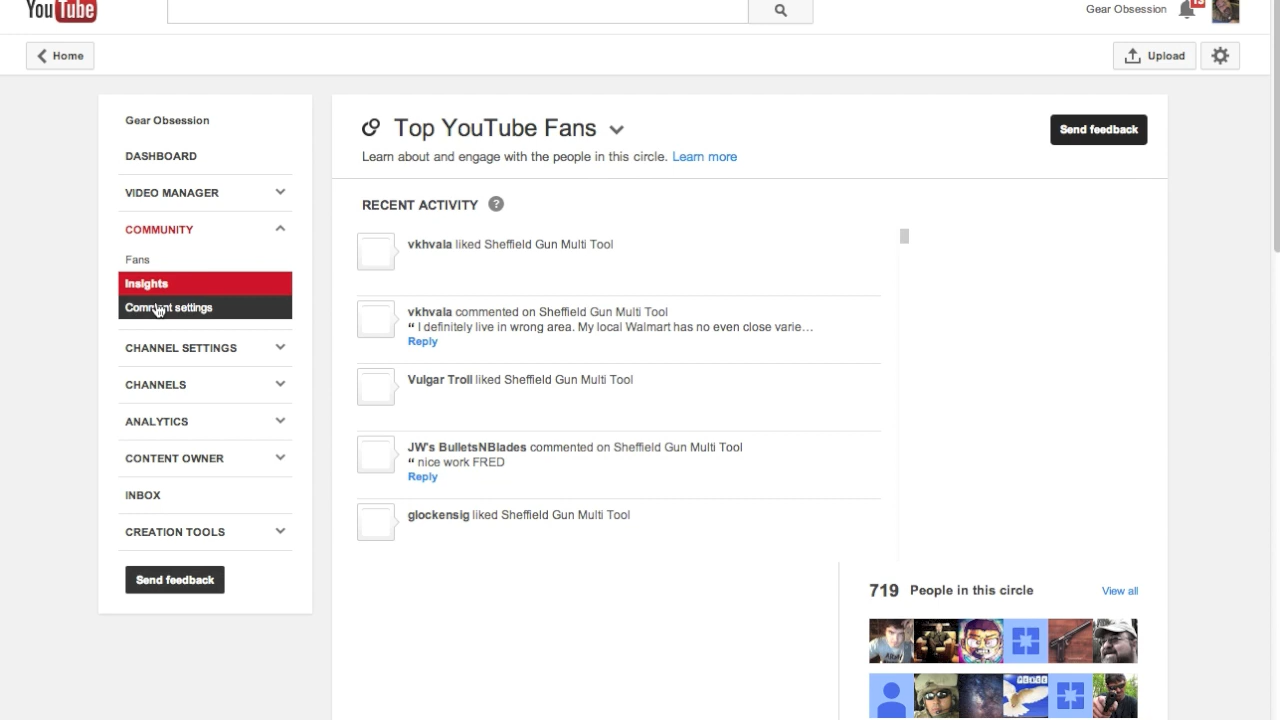 YouTube
Gear Obsession
Home
Upload
Gear Obsession
DASHBOARD
VIDEO MANAGER
COMMUNITY
Fans
Insights
Comment settings
CHANNEL SETTINGS
CHANNELS
ANALYTICS
CONTENT OWNER
INBOX
CREATION TOOLS
Send feedback
Top YouTube Fans
Send feedback
Learn about and engage with the people in this circle. Learn more
RECENT ACTIVITY ?
vkhvala liked Sheffield Gun Multi Tool
vkhvala commented on Sheffield Gun Multi Tool
“ I definitely live in wrong area. My local Walmart has no even close varie...
Reply
Vulgar Troll liked Sheffield Gun Multi Tool
JW's BulletsNBlades commented on Sheffield Gun Multi Tool
“ nice work FRED
Reply
glockensig liked Sheffield Gun Multi Tool
719 People in this circle
View all